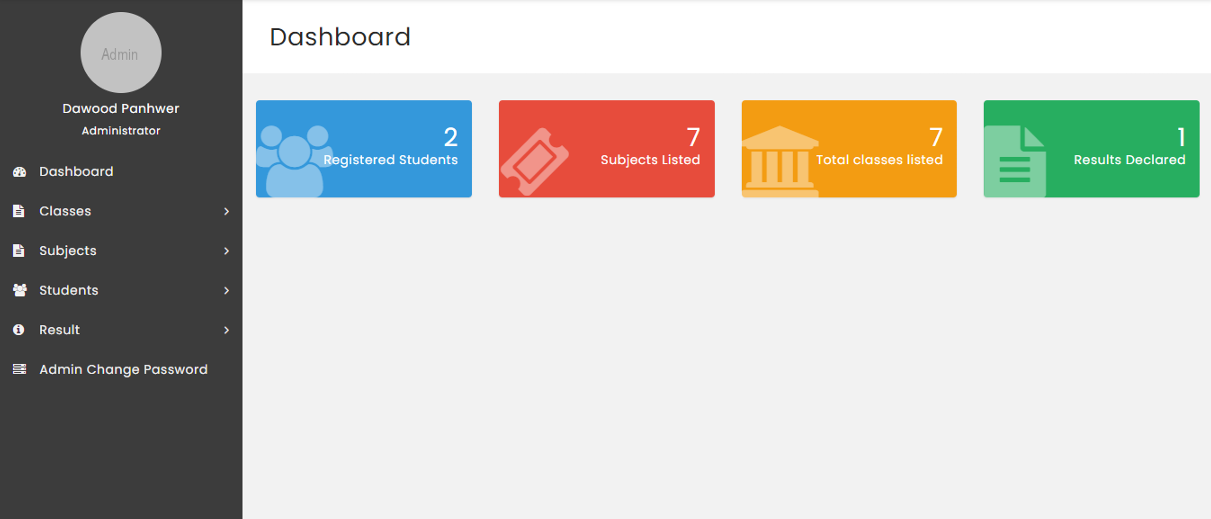 Admin
Dawood Panhwer
Administrator
Dashboard
Classes
Subjects
Students
Result
Admin Change Password
Dashboard
2
Registered Students
7
Subjects Listed
7
Total classes listed
1
Results Declared